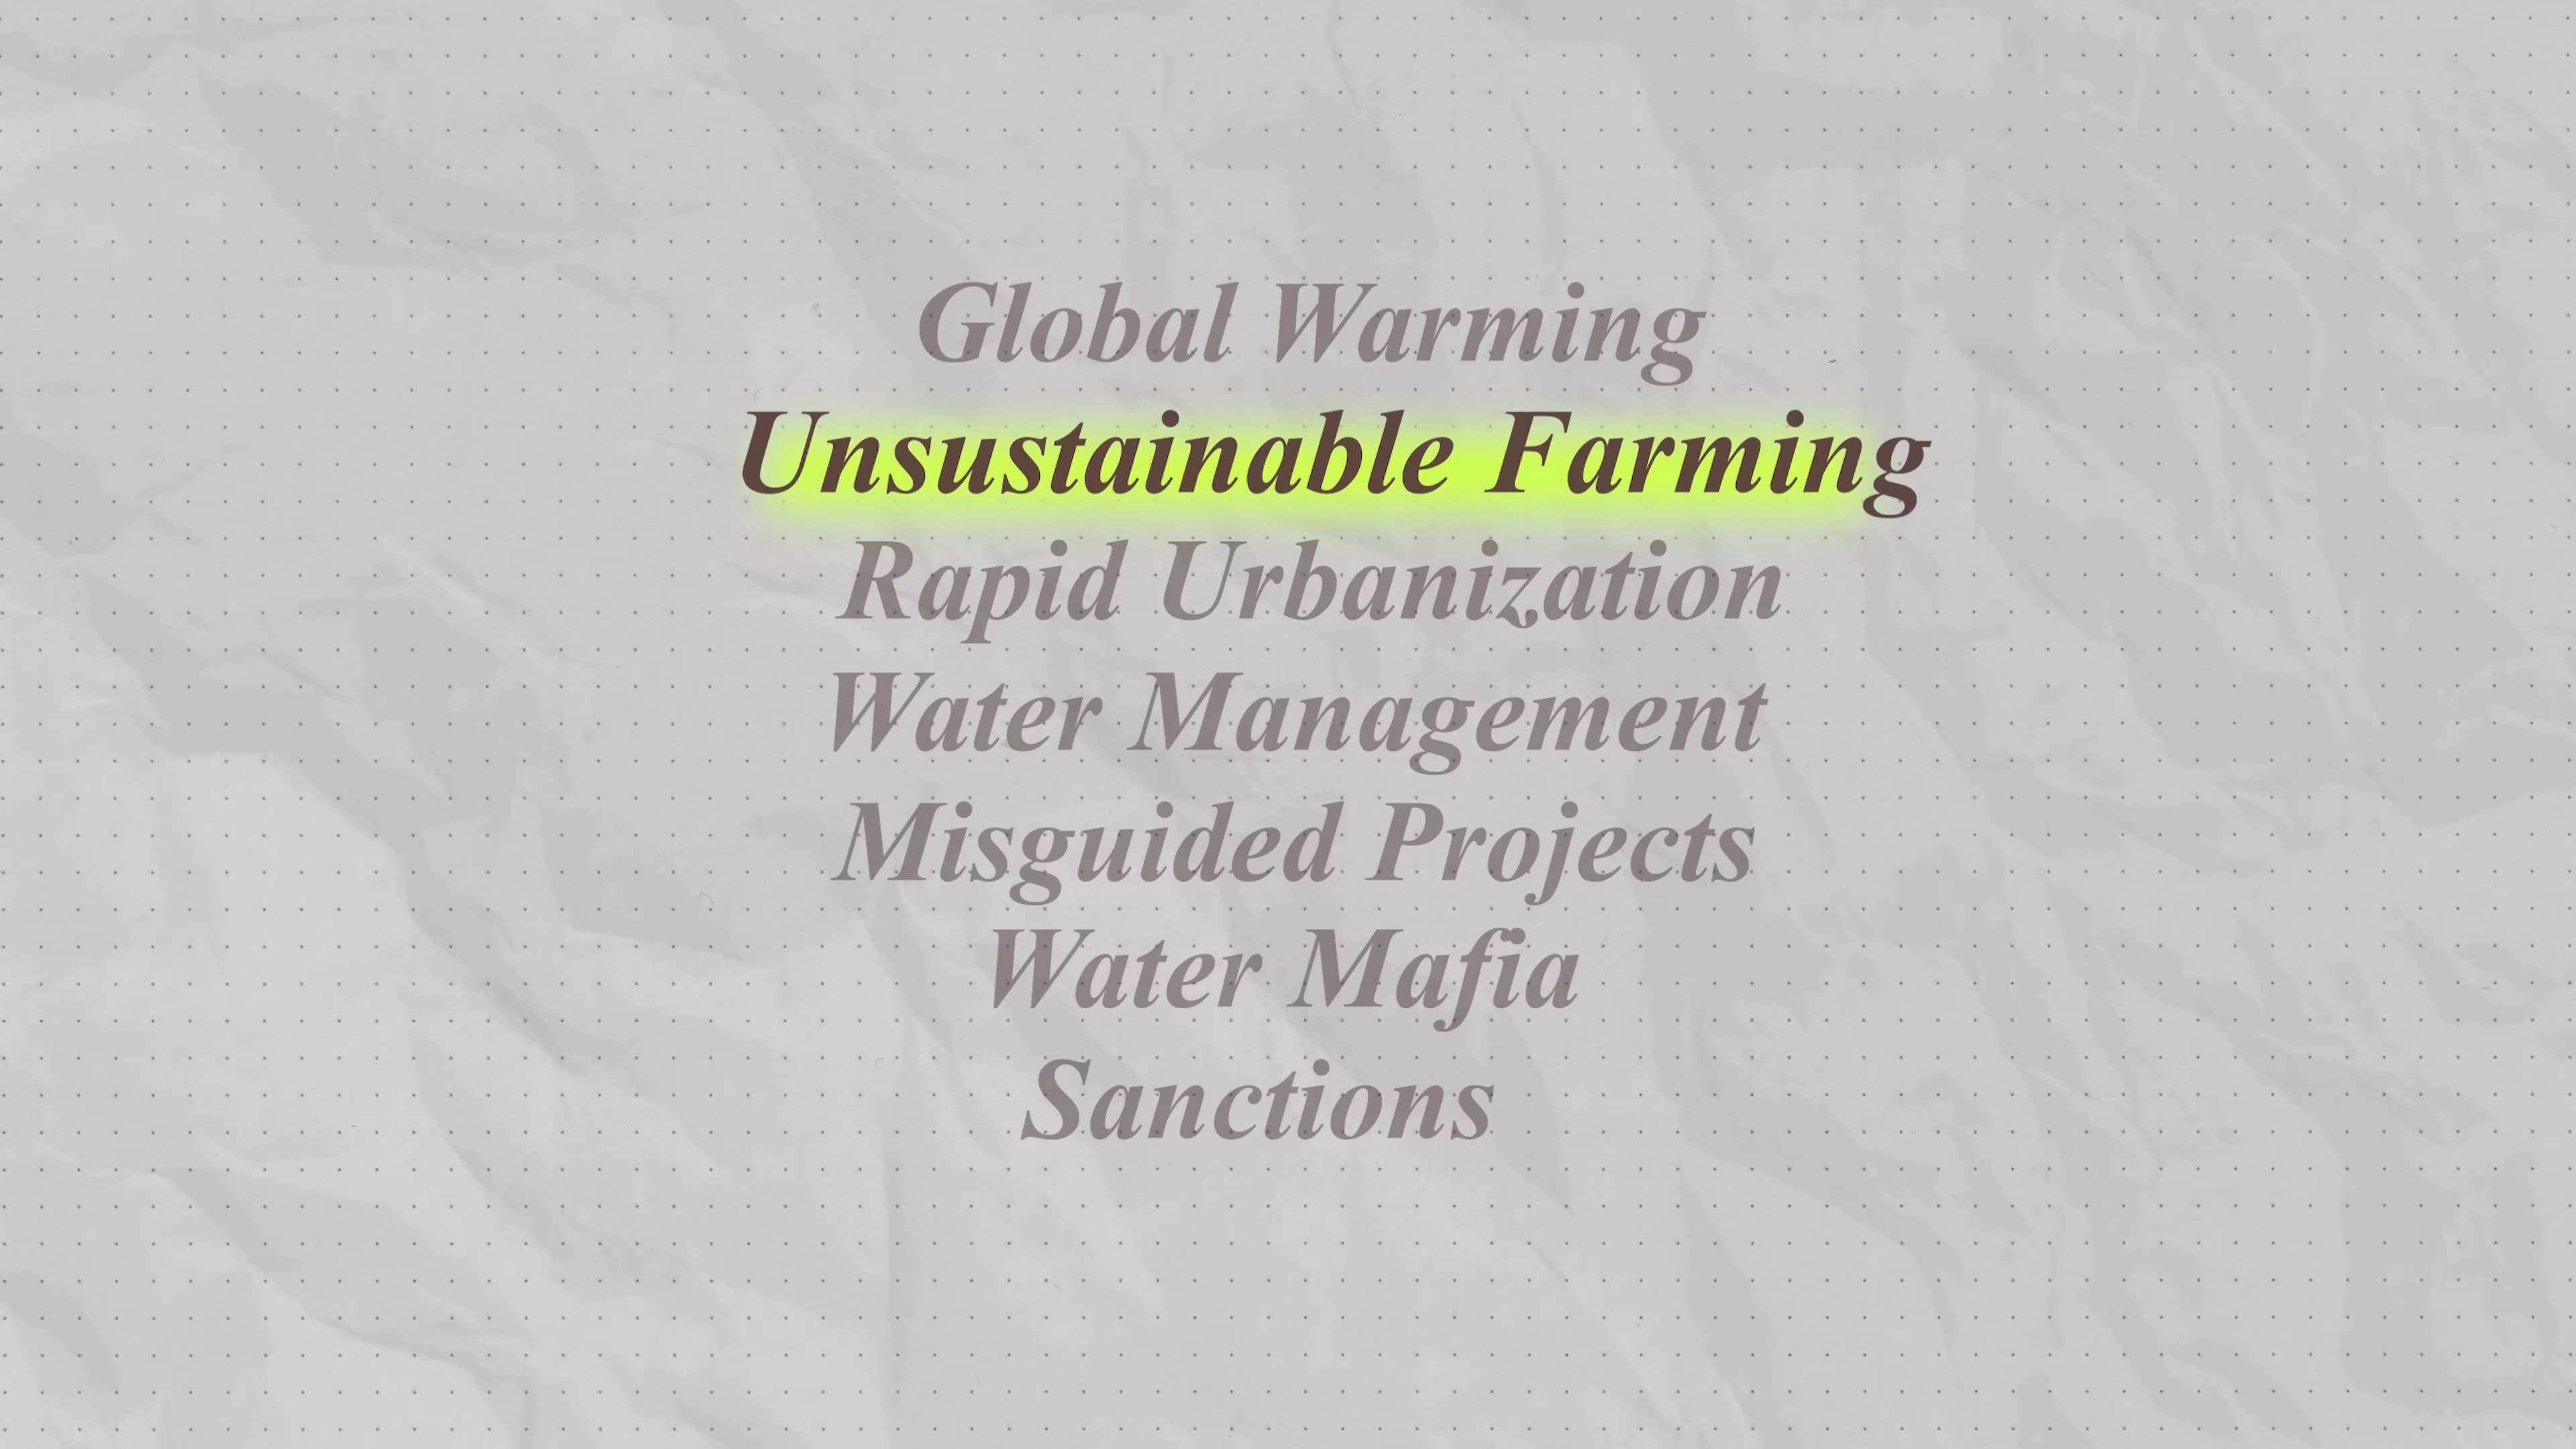 Global Warming
Unsustainable Farming
Rapid Urbanization
Water Management
Misguided Projects
Water Mafia
Sanctions